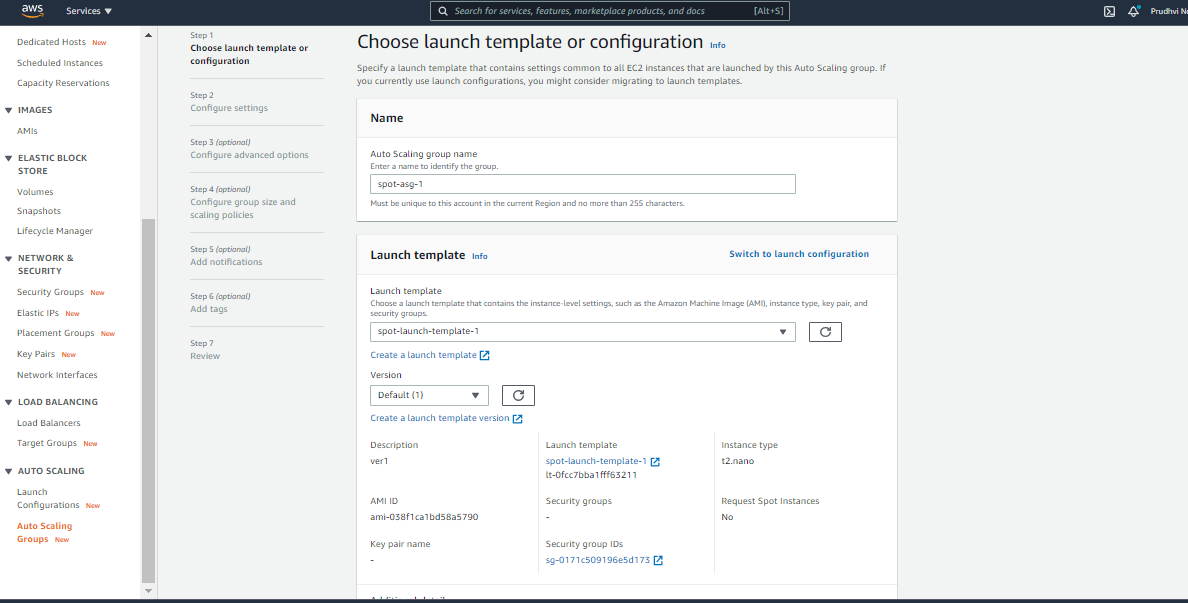 aws
Services
Search for services, features, marketplace products, and docs
[Alt+S]
Prudhvi
Dedicated Hosts New
Scheduled Instances
Capacity Reservations
IMAGES
AMIs
ELASTIC BLOCK
STORE
Volumes
Snapshots
Lifecycle Manager
NETWORK &
SECURITY
Security Groups New
Elastic IPs New
Placement Groups New
Key Pairs New
Network Interfaces
LOAD BALANCING
Load Balancers
Target Groups New
AUTO SCALING
Launch
Configurations New
Auto Scaling
Groups New
Step 1
Choose launch template or
configuration
Step 2
Configure settings
Step 3 (optional)
Configure advanced options
Step 4 (optional)
Configure group size and
scaling policies
Step 5 (optional)
Add notifications
Step 6 (optional)
Add tags
Step 7
Review
Choose launch template or configuration Info
Specify a launch template that contains settings common to all EC2 instances that are launched by this Auto Scaling group. If
you currently use launch configurations, you might consider migrating to launch templates.
Name
Auto Scaling group name
Enter a name to identify the group.
spot-asg-1
Must be unique to this account in the current Region and no more than 255 characters.
Launch template Info
Switch to launch configuration
Launch template
Choose a launch template that contains the instance-level settings, such as the Amazon Machine Image (AMI), instance type, key pair, and
security groups.
spot-launch-template-1
Create a launch template
Version
Default (1)
Create a launch template version
Description
ver1
Launch template
spot-launch-template-1
lt-0fcc7bba1fff63211
Instance type
t2.nano
AMI ID
ami-038f1ca1bd58a5790
Security groups
-
Request Spot Instances
No
Key pair name
-
Security group IDs
sg-0171c509196e5d173